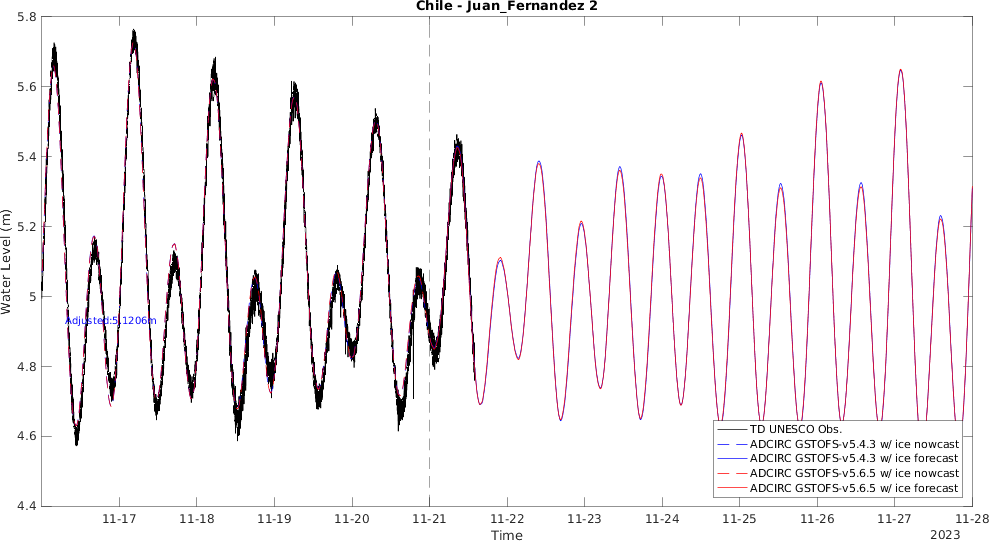 Chile - Juan_Fernandez 2
5.8
5.6
5.4
5.2
5
4.8
4.6
4.4
Water Level (m)
Adjusted:5.1206m
TD UNESCO Obs.
ADCIRC GSTOFS-v5.4.3 w/ ice nowcast
ADCIRC GSTOFS-v5.4.3 w/ ice forecast
ADCIRC GSTOFS-v5.6.5 w/ ice nowcast
ADCIRC GSTOFS-v5.6.5 w/ ice forecast
11-17 11-18 11-19 11-20 11-21 11-22 11-23 11-24 11-25 11-26 11-27 11-28
Time
2023